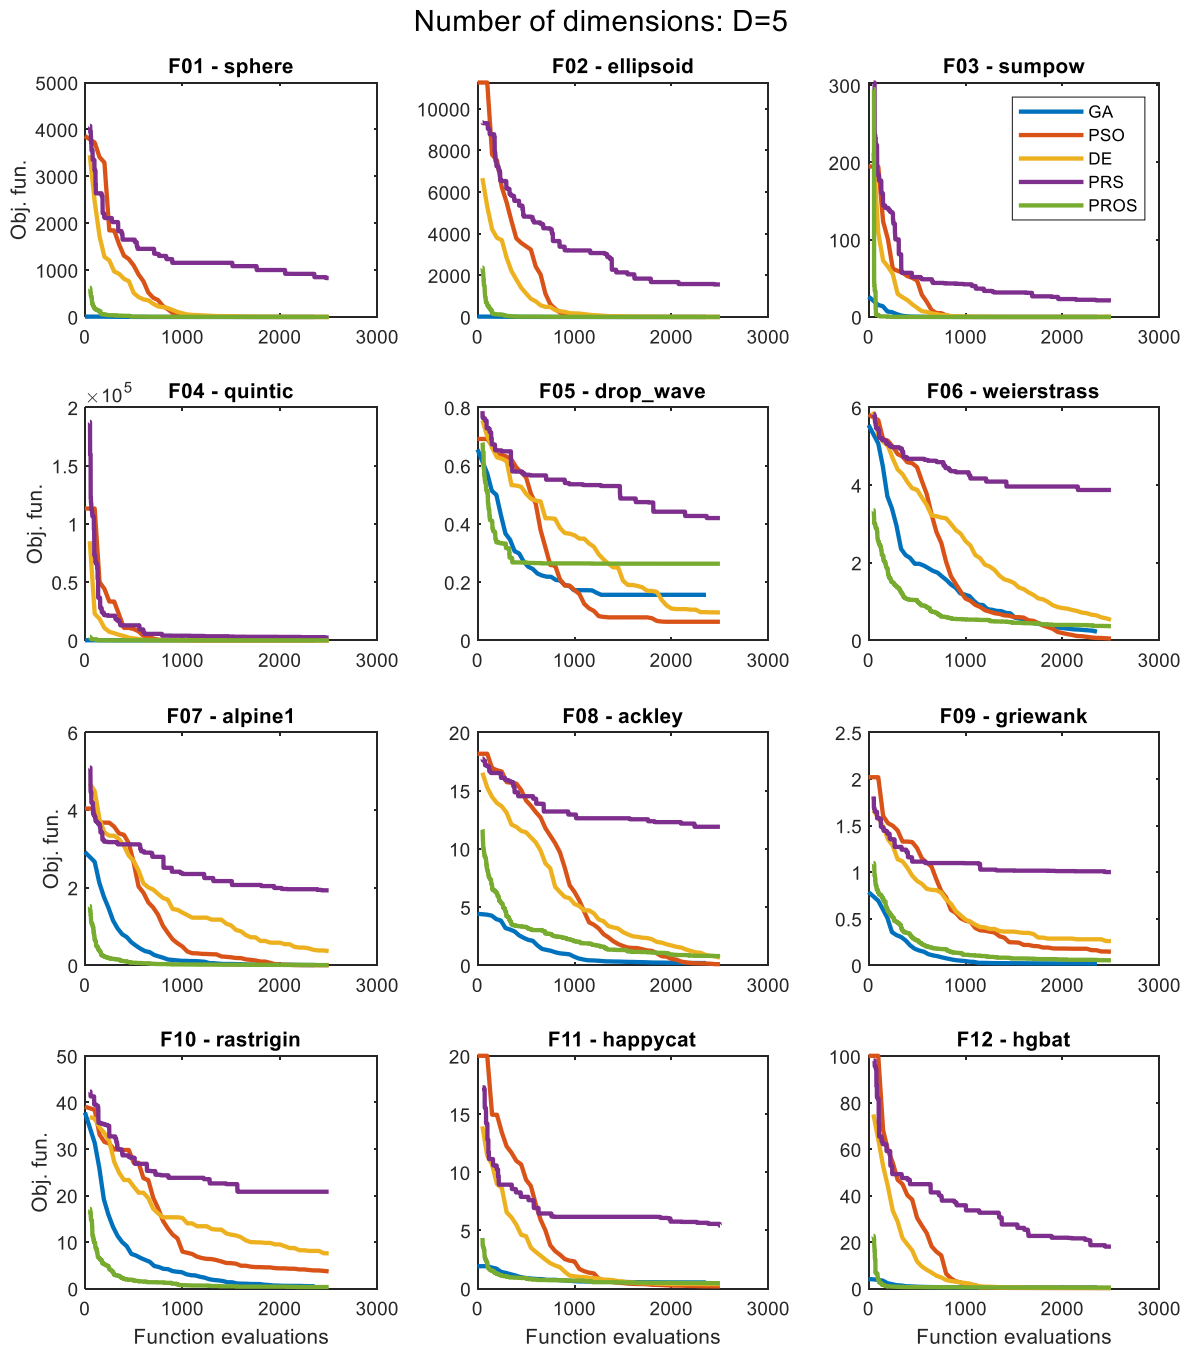 Number of dimensions: D=5
F01 - sphere
F02 - ellipsoid
F03 - sumpow
5000
4000
3000
2000
1000
0
Obj. fun.
0 1000 2000 3000
10000
8000
6000
4000
2000
0
0 1000 2000 3000
300
200
100
0
0 1000 2000 3000
GA
PSO
DE
PRS
PROS
F04 - quintic
F05 - drop_wave
F06 - weierstrass
×10^5
2
1.5
1
0.5
0
Obj. fun.
0 1000 2000 3000
0.8
0.6
0.4
0.2
0
0 1000 2000 3000
6
4
2
0
0 1000 2000 3000
F07 - alpine1
F08 - ackley
F09 - griewank
6
4
2
0
Obj. fun.
0 1000 2000 3000
20
15
10
5
0
0 1000 2000 3000
2.5
2
1.5
1
0.5
0
0 1000 2000 3000
F10 - rastrigin
F11 - happycat
F12 - hgbat
50
40
30
20
10
0
Obj. fun.
0 1000 2000 3000
Function evaluations
20
15
10
5
0
0 1000 2000 3000
Function evaluations
100
80
60
40
20
0
0 1000 2000 3000
Function evaluations